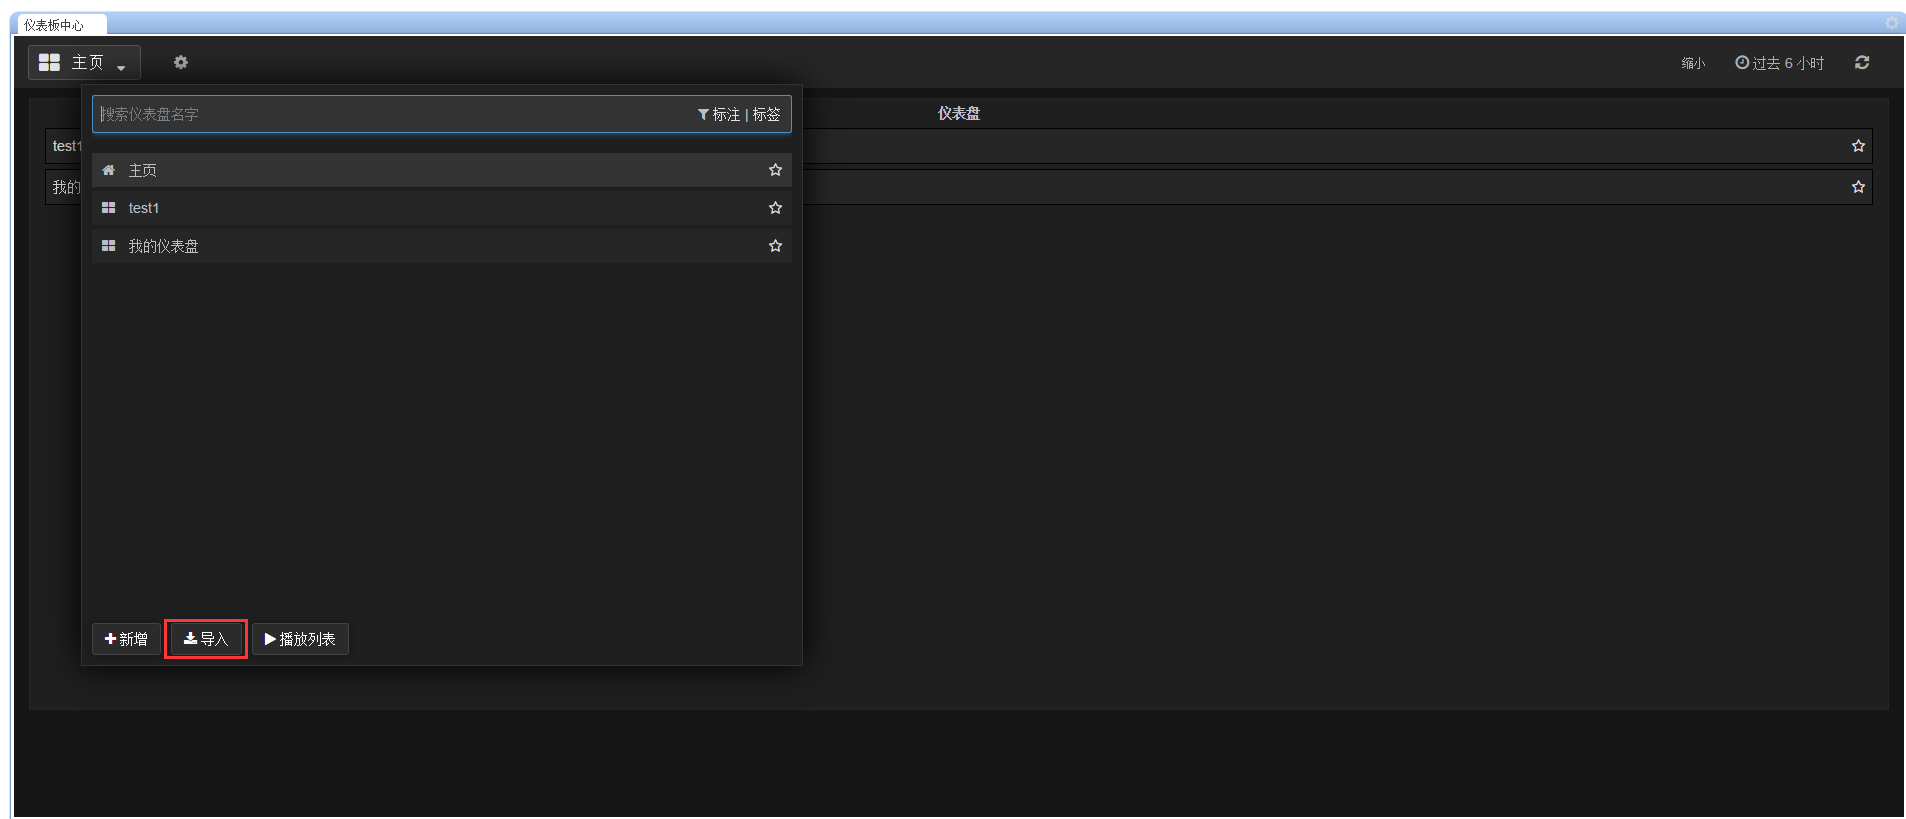 仪表板中心
主页
缩小
过去 6 小时
搜索仪表盘名字
标注 | 标签
仪表盘
test1
我的
主页
test1
我的仪表盘
新增
导入
播放列表